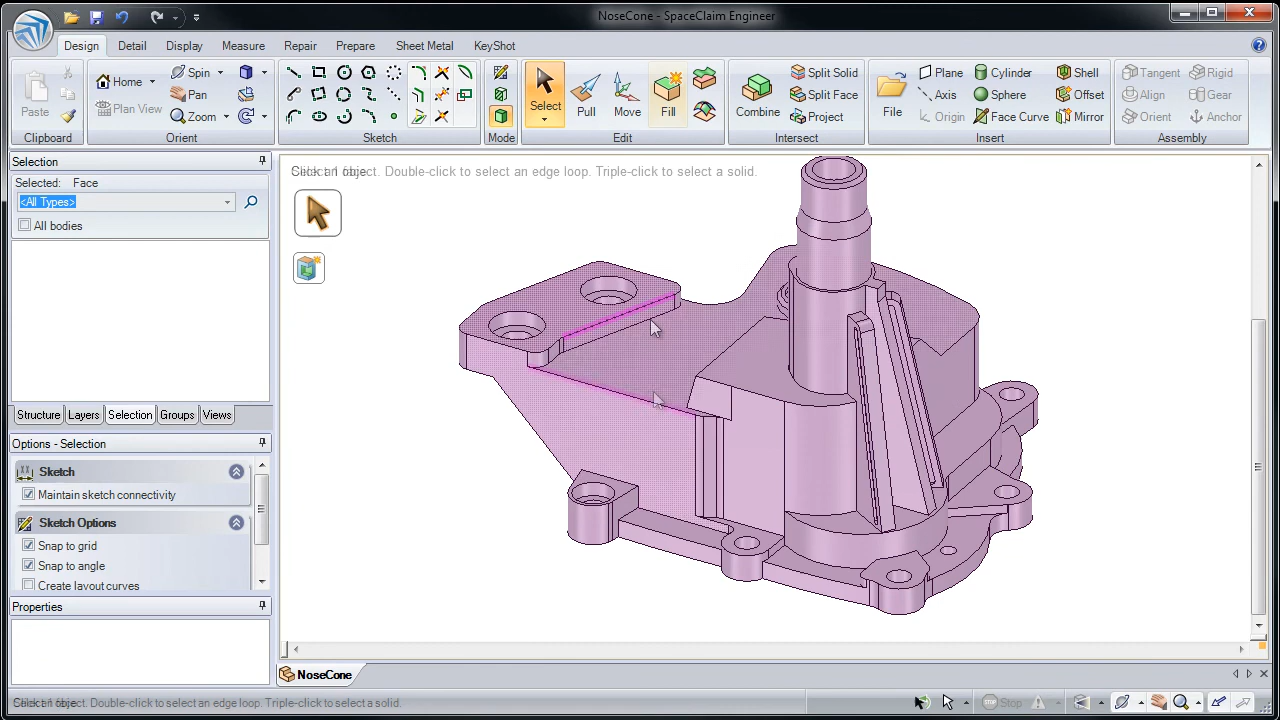 NoseCone - SpaceClaim Engineer
Design Detail Display Measure Repair Prepare Sheet Metal KeyShot
Home Spin Split Solid Plane Cylinder Shell Tangent Rigid
Paste Plan View Pan Select Pull Move Fill Combine Split Face File Axis Sphere Offset Align Gear
Zoom Project Origin Face Curve Mirror Orient Anchor
Clipboard Orient Sketch Mode Edit Intersect Insert Assembly
Selection
Selected: Face
<All Types>
All bodies
Structure Layers Selection Groups Views
Options - Selection
Sketch
Maintain sketch connectivity
Sketch Options
Snap to grid
Snap to angle
Create layout curves
Properties
object. Double-click to select an edge loop. Triple-click to select a solid.
NoseCone
object. Double-click to select an edge loop. Triple-click to select a solid.
Stop